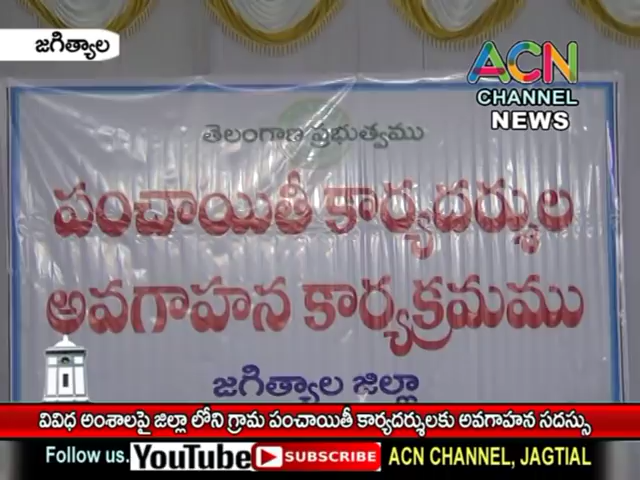 జగిత్యాల
ACN
CHANNEL
NEWS
తెలంగాణ ప్రభుత్వము
పంచాయితీ కార్యదర్శుల
అవగాహన కార్యక్రమము
జగిత్యాల జిల్లా
వివిధ అంశాలపై జిల్లా లోని గ్రామ పంచాయితీ కార్యదర్శులకు అవగాహన సదస్సు
Follow us. YouTube SUBSCRIBE ACN CHANNEL, JAGTIAL